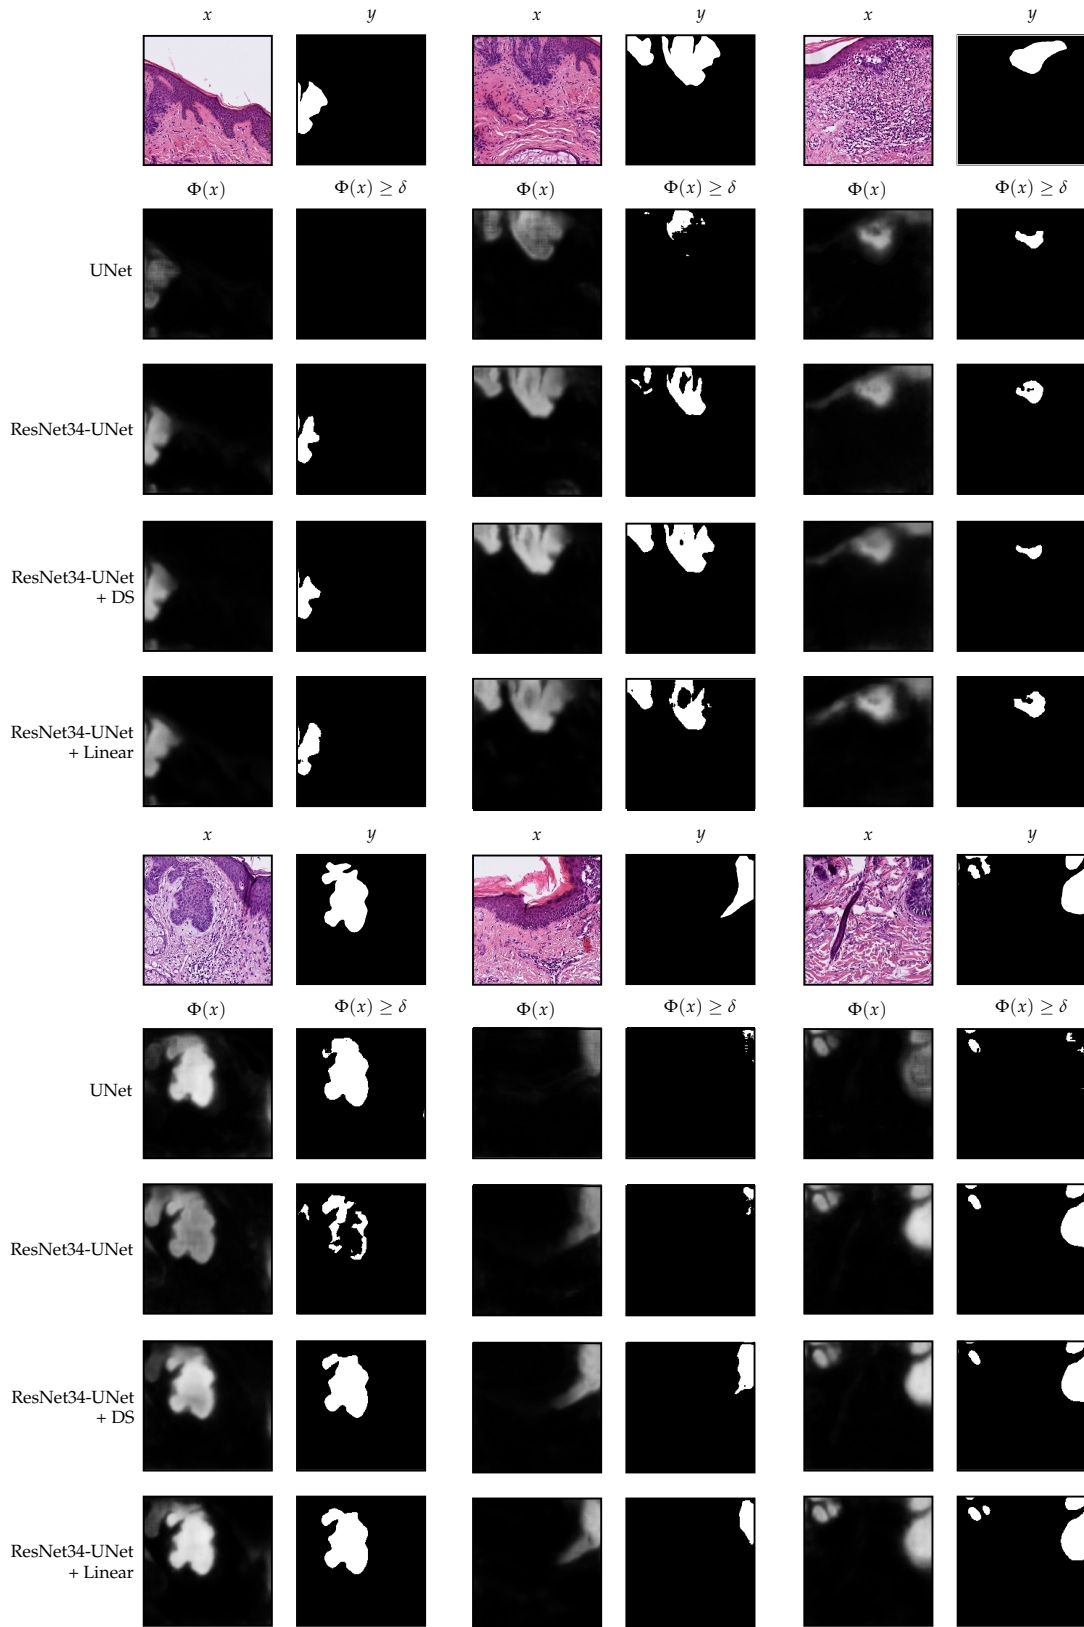 x y x y x y
Φ(x) Φ(x) ≥ δ Φ(x) Φ(x) ≥ δ Φ(x) Φ(x) ≥ δ
UNet
ResNet34-UNet
ResNet34-UNet
+ DS
ResNet34-UNet
+ Linear
x y x y x y
Φ(x) Φ(x) ≥ δ Φ(x) Φ(x) ≥ δ Φ(x) Φ(x) ≥ δ
UNet
ResNet34-UNet
ResNet34-UNet
+ DS
ResNet34-UNet
+ Linear